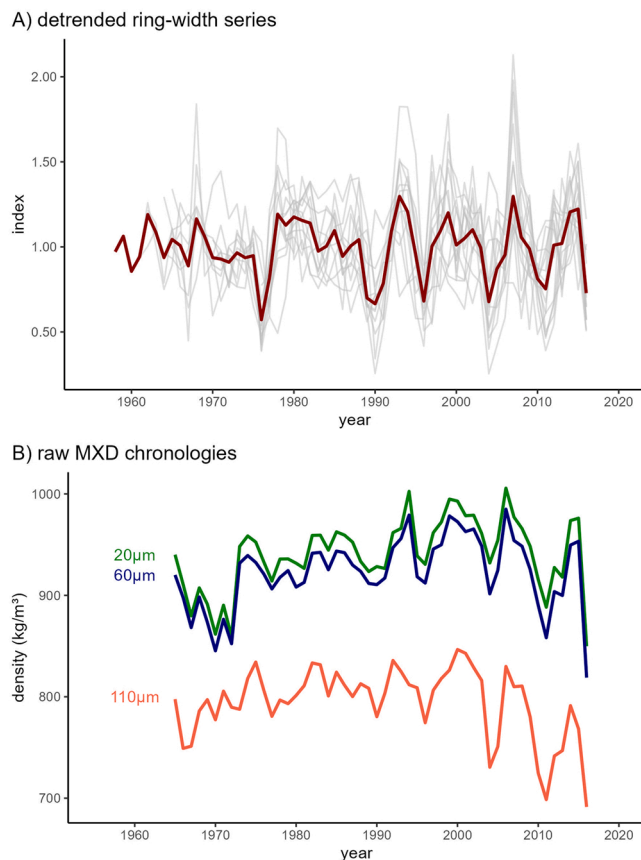 A) detrended ring-width series
index
2.00
1.50
1.00
0.50
1960 1970 1980 1990 2000 2010 2020
year
B) raw MXD chronologies
density (kg/m³)
1000
900
800
700
20µm
60µm
110µm
1960 1970 1980 1990 2000 2010 2020
year